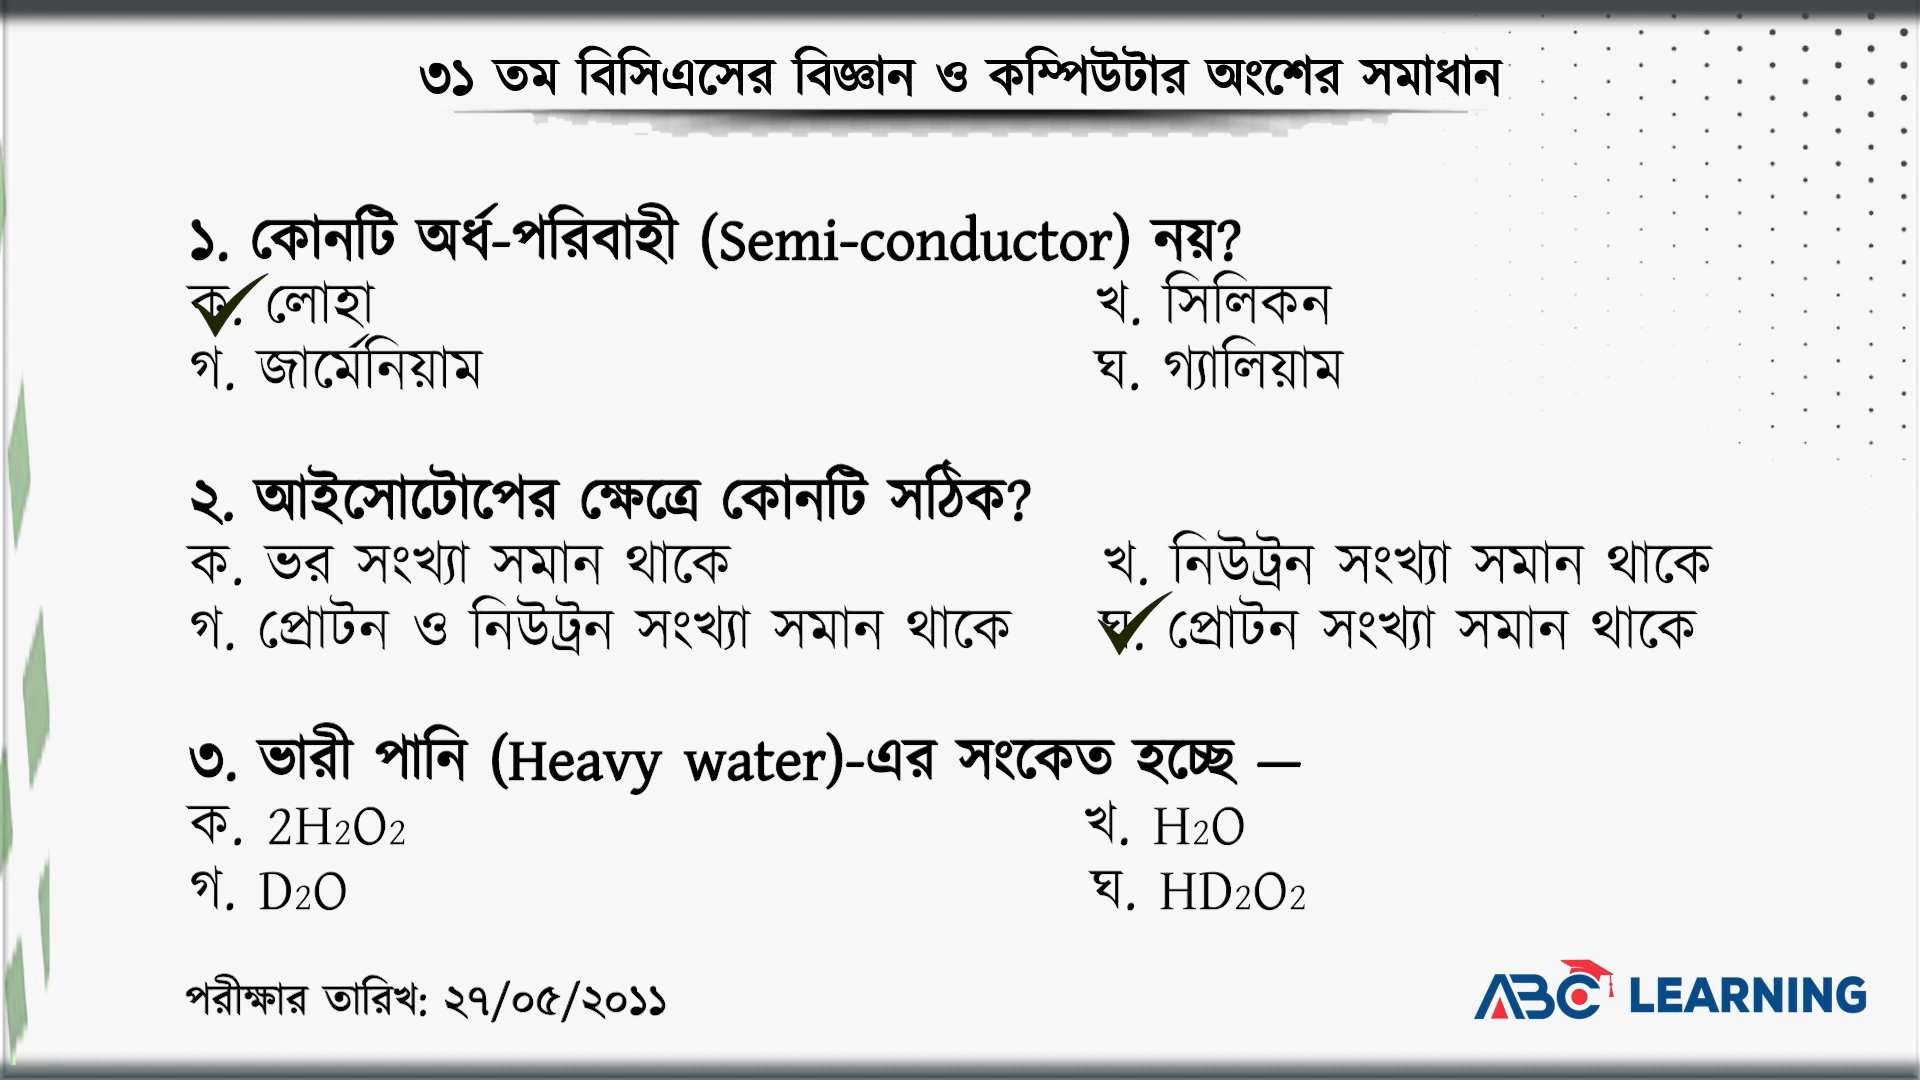 ৩১ তম বিসিএসের বিজ্ঞান ও কম্পিউটার অংশের সমাধান
১. কোনটি অর্ধ-পরিবাহী (Semi-conductor) নয়?
ক. লোহা খ. সিলিকন
গ. জার্মেনিয়াম ঘ. গ্যালিয়াম
২. আইসোটোপের ক্ষেত্রে কোনটি সঠিক?
ক. ভর সংখ্যা সমান থাকে খ. নিউট্রন সংখ্যা সমান থাকে
গ. প্রোটন ও নিউট্রন সংখ্যা সমান থাকে ঘ. প্রোটন সংখ্যা সমান থাকে
৩. ভারী পানি (Heavy water)-এর সংকেত হচ্ছে —
ক. 2H2O2 খ. H2O
গ. D2O ঘ. HD2O2
পরীক্ষার তারিখ: ২৭/০৫/২০১১
ABC LEARNING